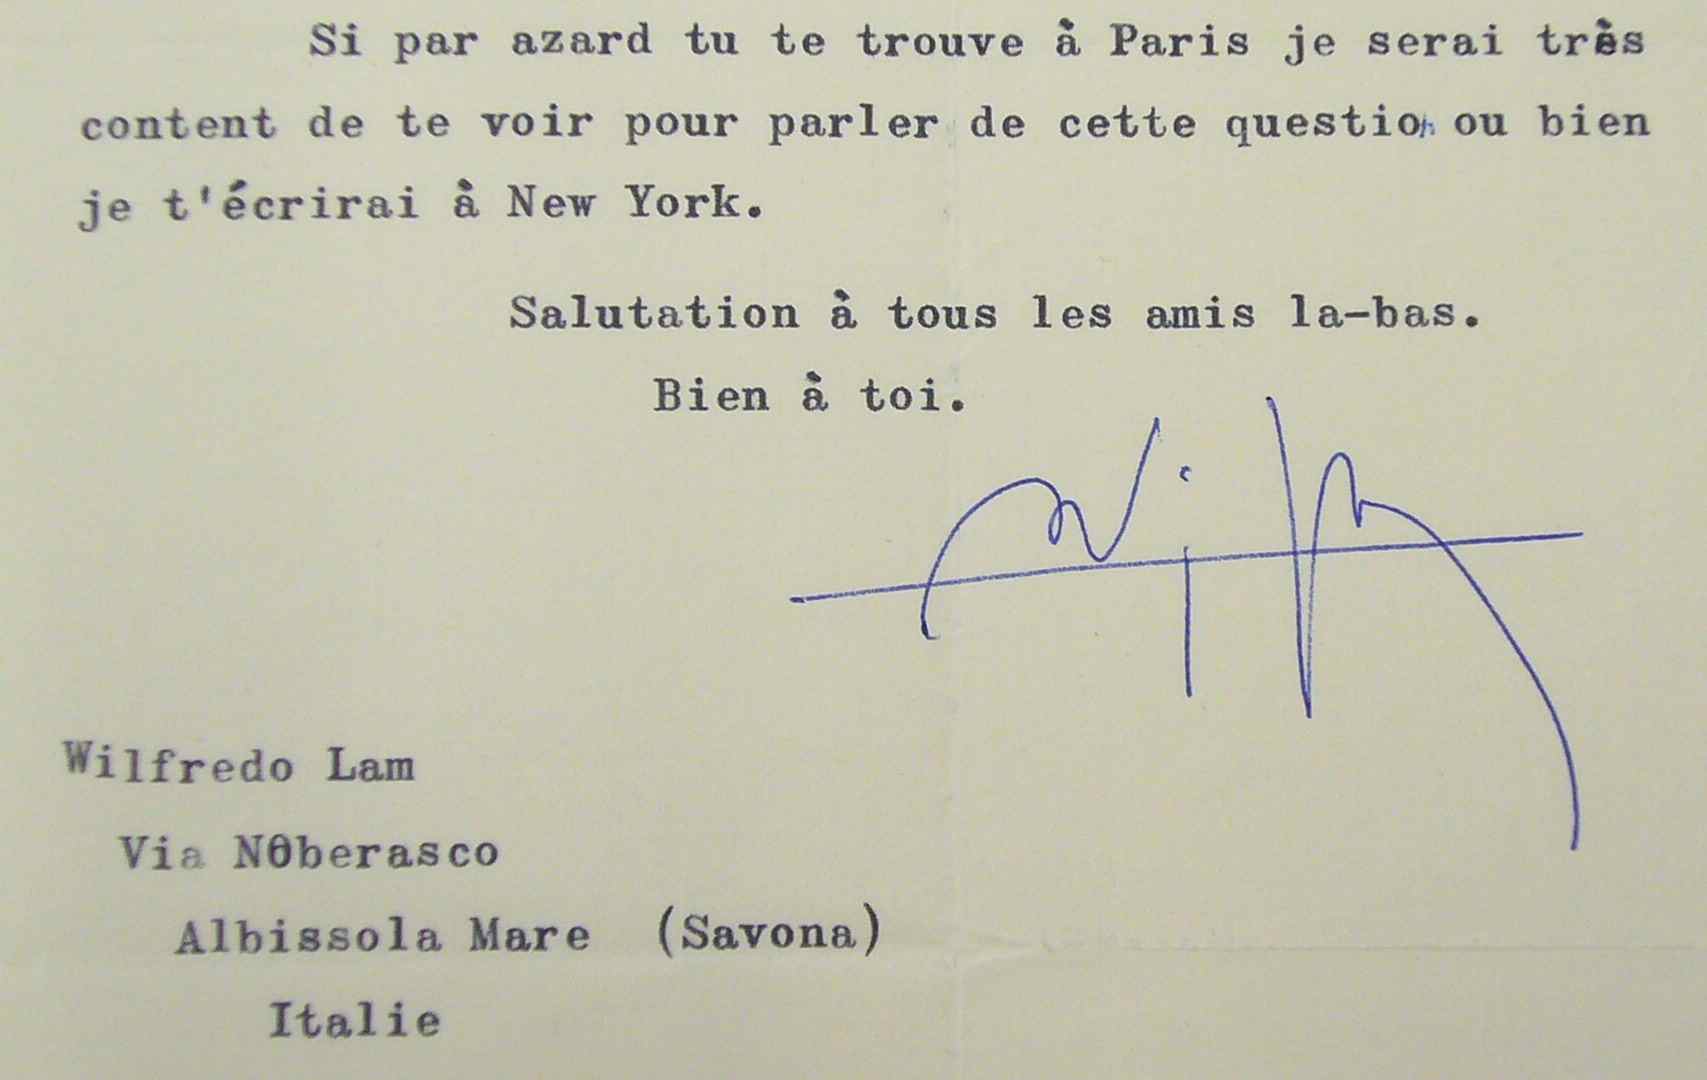 Si par azard tu te trouve à Paris je serai très
content de te voir pour parler de cette question ou bien
je t'écrirai à New York.
Salutation à tous les amis la-bas.
Bien à toi.
Wilfredo Lam
Via Noberasco
Albissola Mare (Savona)
Italie